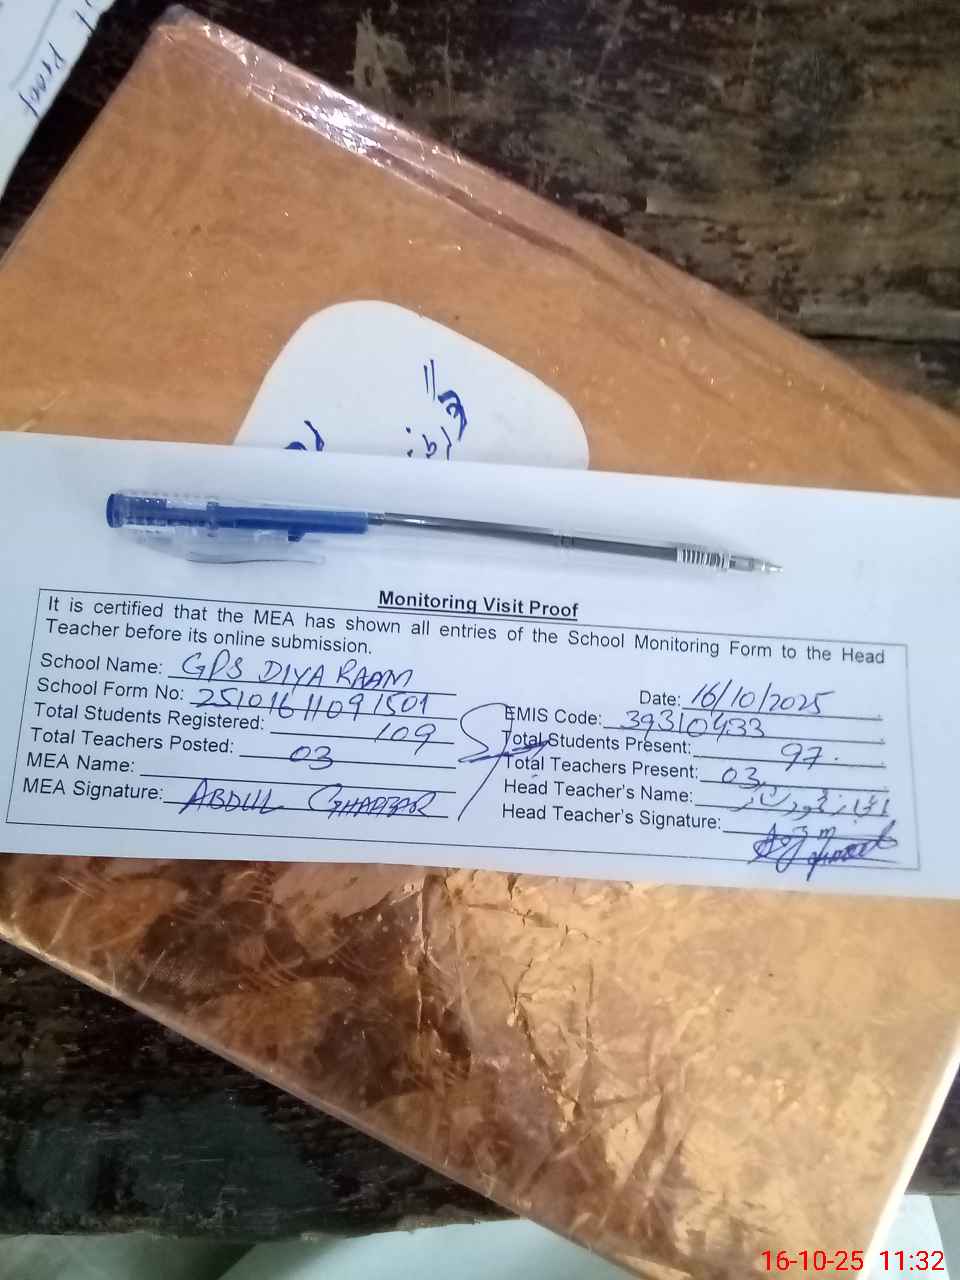 Proof
Monitoring Visit Proof
It is certified that the MEA has shown all entries of the School Monitoring Form to the Head
Teacher before its online submission.
School Name: GPS DIYA RAAM
Date: 16/10/2025
School Form No: 25101611091501
EMIS Code: 39310433
Total Students Registered: 109
Total Students Present: 97
Total Teachers Posted: 03
Total Teachers Present: 03
MEA Name:
Head Teacher's Name:
MEA Signature: ABDUL GHAFFAR
Head Teacher's Signature:
16-10-25 11:32